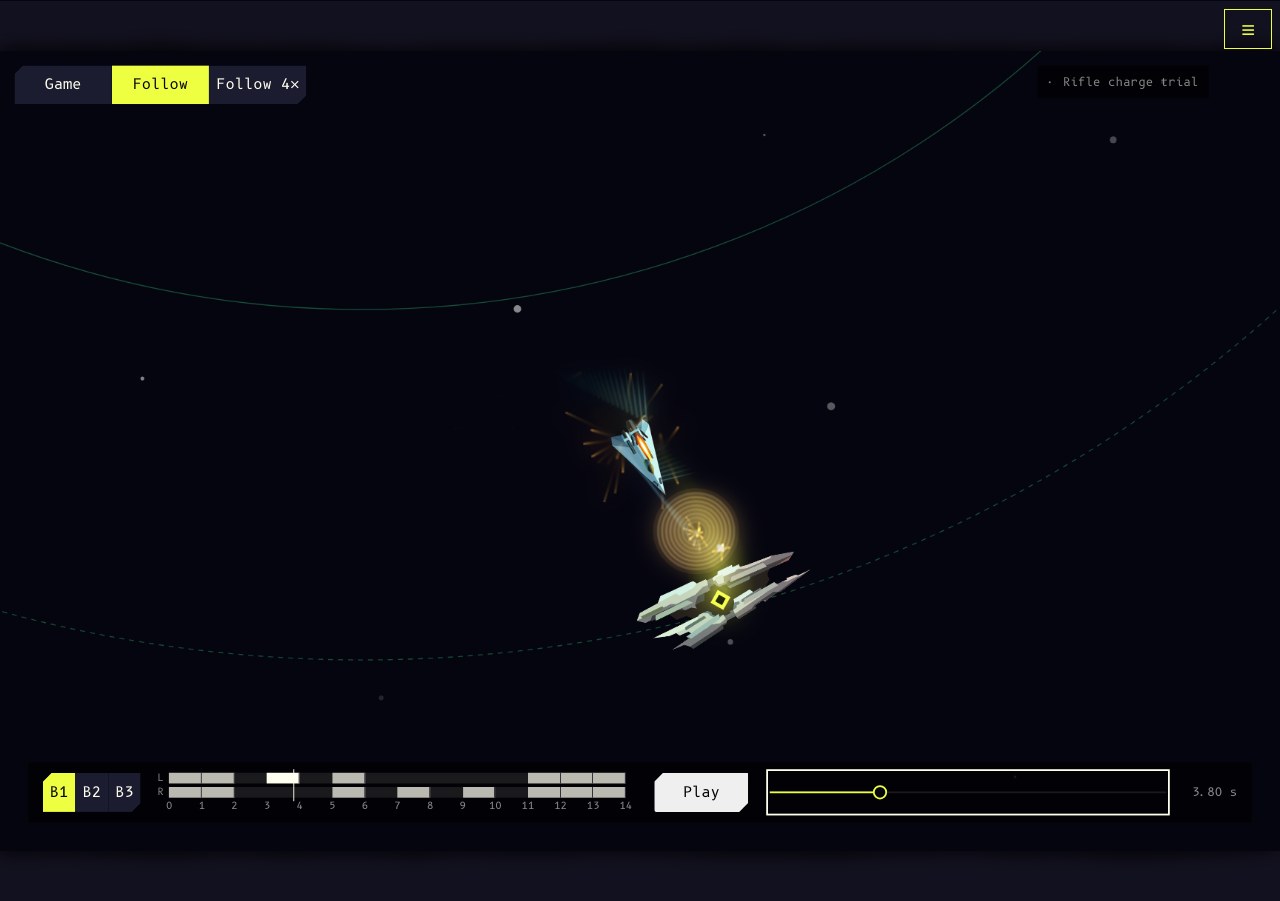 ≡
Game Follow Follow 4×
· Rifle charge trial
B1 B2 B3
L
R
0 1 2 3 4 5 6 7 8 9 10 11 12 13 14
Play
3.80 s